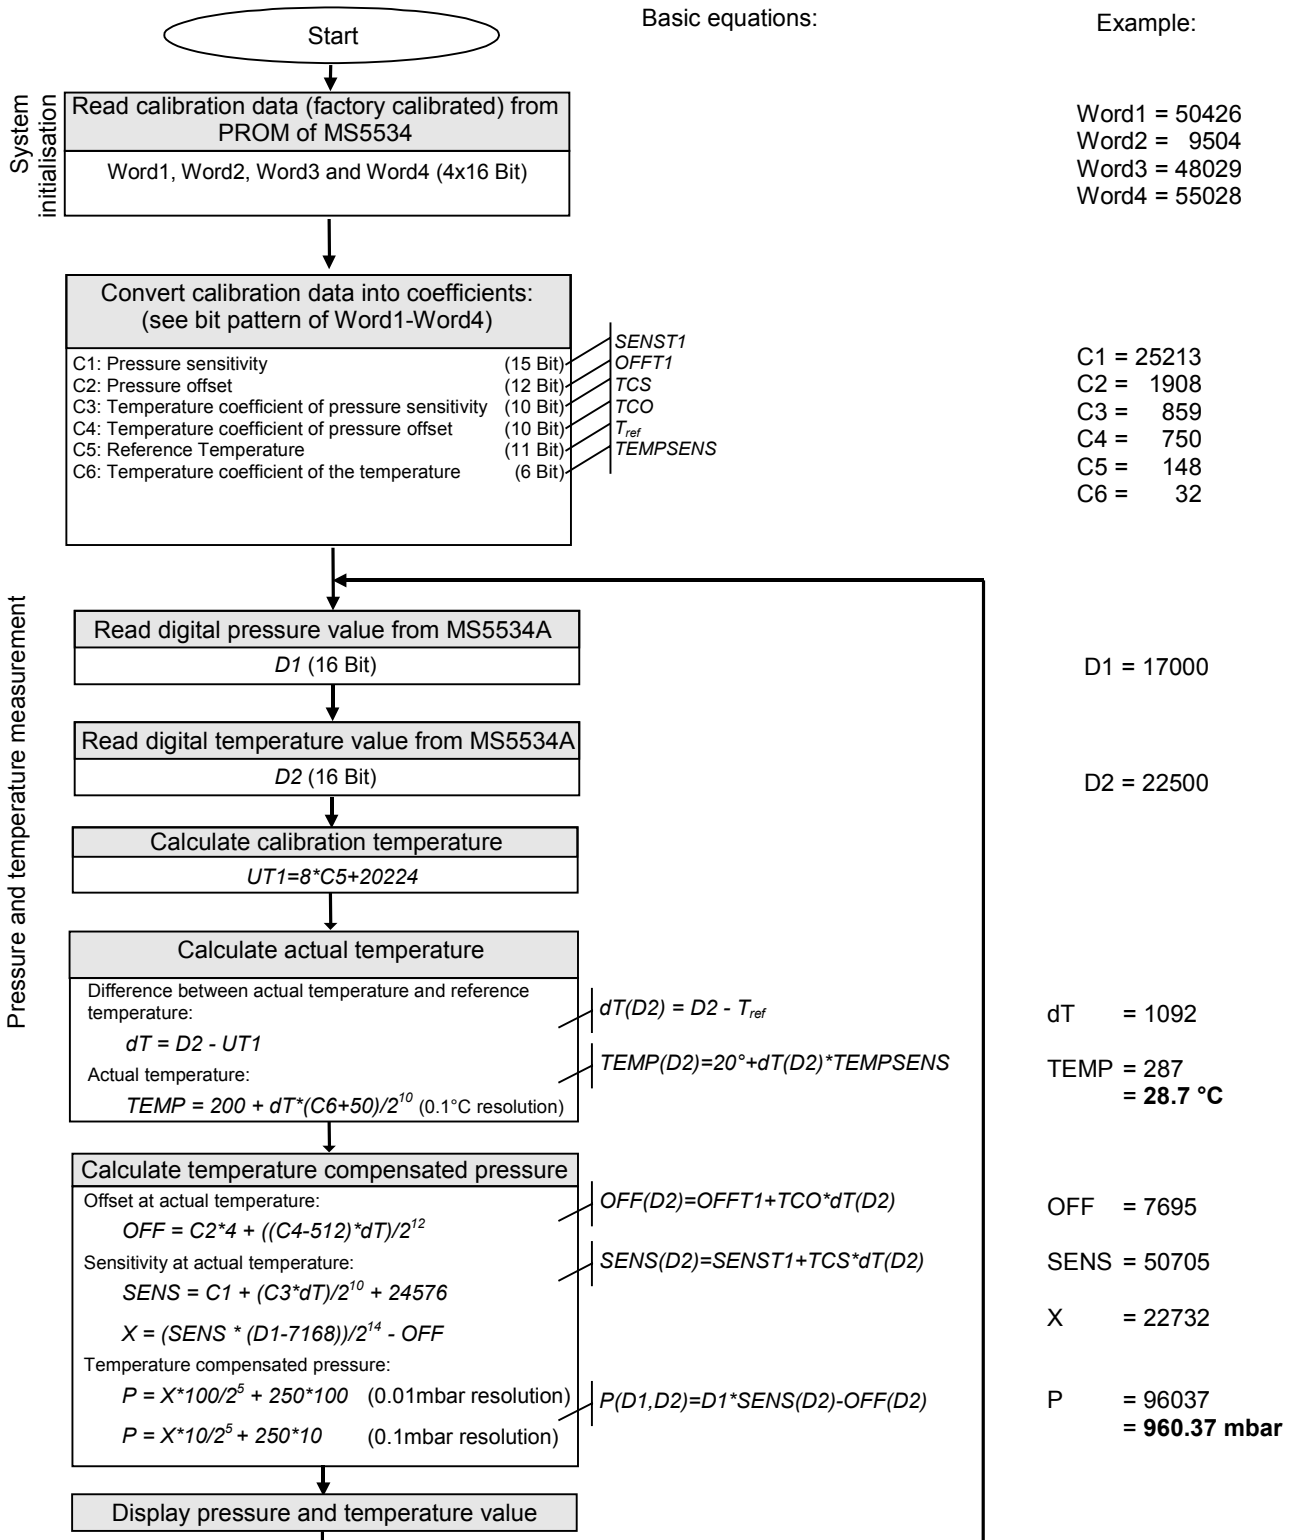 Basic equations:
Example:
Start
System
initialisation
Read calibration data (factory calibrated) from
PROM of MS5534
Word1, Word2, Word3 and Word4 (4x16 Bit)
Word1 = 50426
Word2 = 9504
Word3 = 48029
Word4 = 55028
Convert calibration data into coefficients:
(see bit pattern of Word1-Word4)
C1: Pressure sensitivity (15 Bit)
C2: Pressure offset (12 Bit)
C3: Temperature coefficient of pressure sensitivity (10 Bit)
C4: Temperature coefficient of pressure offset (10 Bit)
C5: Reference Temperature (11 Bit)
C6: Temperature coefficient of the temperature (6 Bit)
SENST1
OFFT1
TCS
TCO
T_ref
TEMPSENS
C1 = 25213
C2 = 1908
C3 = 859
C4 = 750
C5 = 148
C6 = 32
Pressure and temperature measurement
Read digital pressure value from MS5534A
D1 (16 Bit)
D1 = 17000
Read digital temperature value from MS5534A
D2 (16 Bit)
D2 = 22500
Calculate calibration temperature
UT1=8*C5+20224
Calculate actual temperature
Difference between actual temperature and reference
temperature:
dT = D2 - UT1
Actual temperature:
TEMP = 200 + dT*(C6+50)/2^10 (0.1°C resolution)
dT(D2) = D2 - T_ref
TEMP(D2)=20°+dT(D2)*TEMPSENS
dT = 1092
TEMP = 287
= 28.7 °C
Calculate temperature compensated pressure
Offset at actual temperature:
OFF = C2*4 + ((C4-512)*dT)/2^12
Sensitivity at actual temperature:
SENS = C1 + (C3*dT)/2^10 + 24576
X = (SENS * (D1-7168))/2^14 - OFF
Temperature compensated pressure:
P = X*100/2^5 + 250*100 (0.01mbar resolution)
P = X*10/2^5 + 250*10 (0.1mbar resolution)
OFF(D2)=OFFT1+TCO*dT(D2)
SENS(D2)=SENST1+TCS*dT(D2)
P(D1,D2)=D1*SENS(D2)-OFF(D2)
OFF = 7695
SENS = 50705
X = 22732
P = 96037
= 960.37 mbar
Display pressure and temperature value